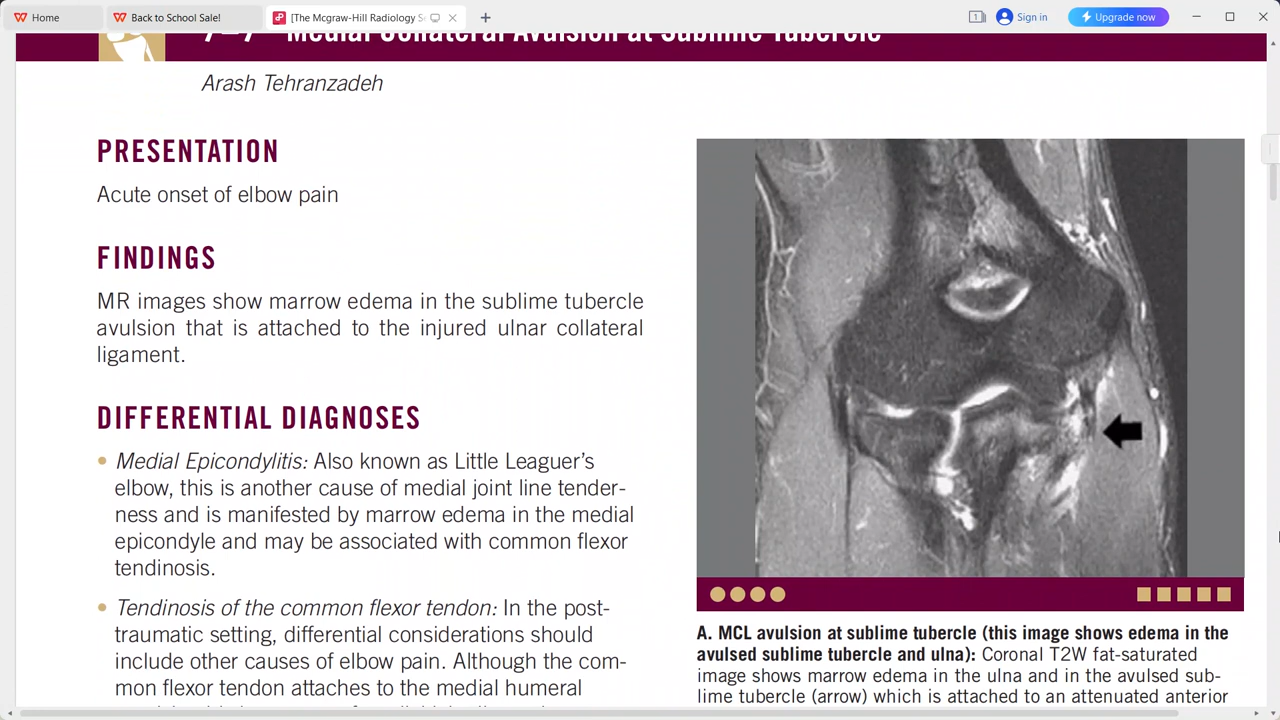 Home
Back to School Sale!
[The Mcgraw-Hill Radiology S
1
Sign in
Upgrade now
Medial Collateral Avulsion at Sublime Tubercle
Arash Tehranzadeh
PRESENTATION
Acute onset of elbow pain
FINDINGS
MR images show marrow edema in the sublime tubercle
avulsion that is attached to the injured ulnar collateral
ligament.
DIFFERENTIAL DIAGNOSES
• Medial Epicondylitis: Also known as Little Leaguer's
elbow, this is another cause of medial joint line tender-
ness and is manifested by marrow edema in the medial
epicondyle and may be associated with common flexor
tendinosis.
• Tendinosis of the common flexor tendon: In the post-
traumatic setting, differential considerations should
include other causes of elbow pain. Although the com-
mon flexor tendon attaches to the medial humeral
A. MCL avulsion at sublime tubercle (this image shows edema in the
avulsed sublime tubercle and ulna): Coronal T2W fat-saturated
image shows marrow edema in the ulna and in the avulsed sub-
lime tubercle (arrow) which is attached to an attenuated anterior